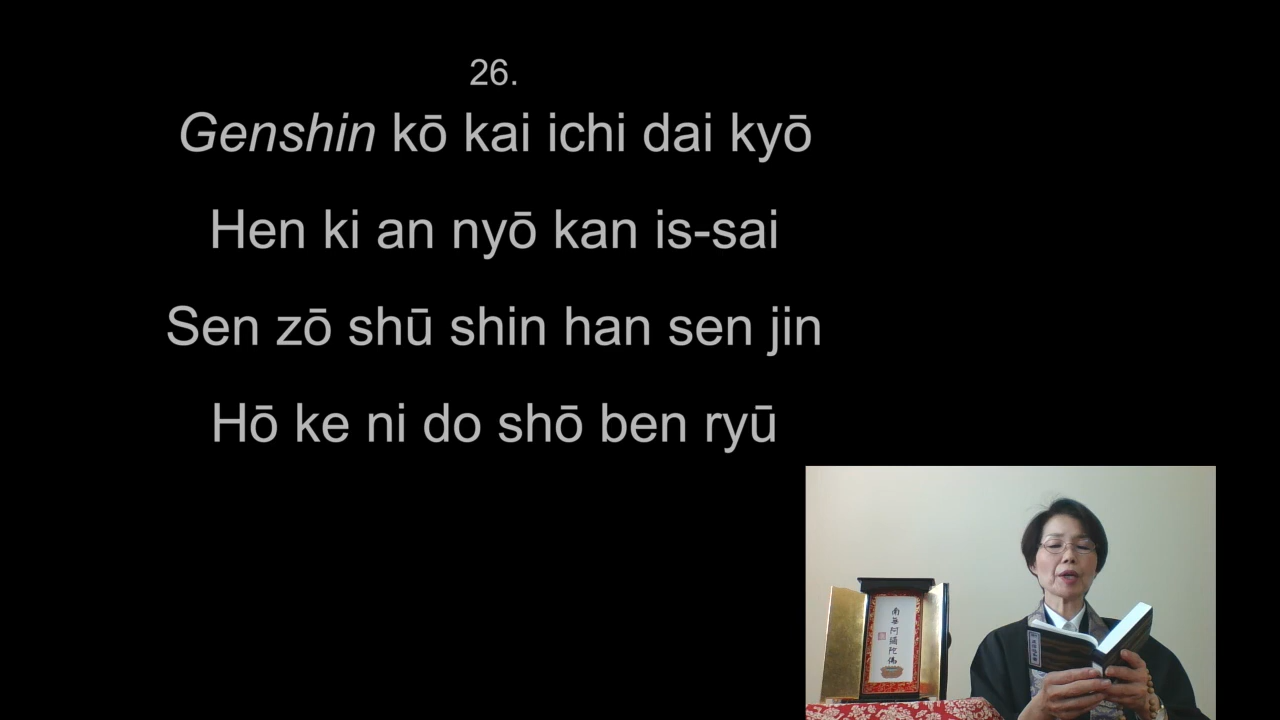 26.
Genshin kō kai ichi dai kyō
Hen ki an nyō kan is-sai
Sen zō shū shin han sen jin
Hō ke ni do shō ben ryū
南無阿彌陀佛